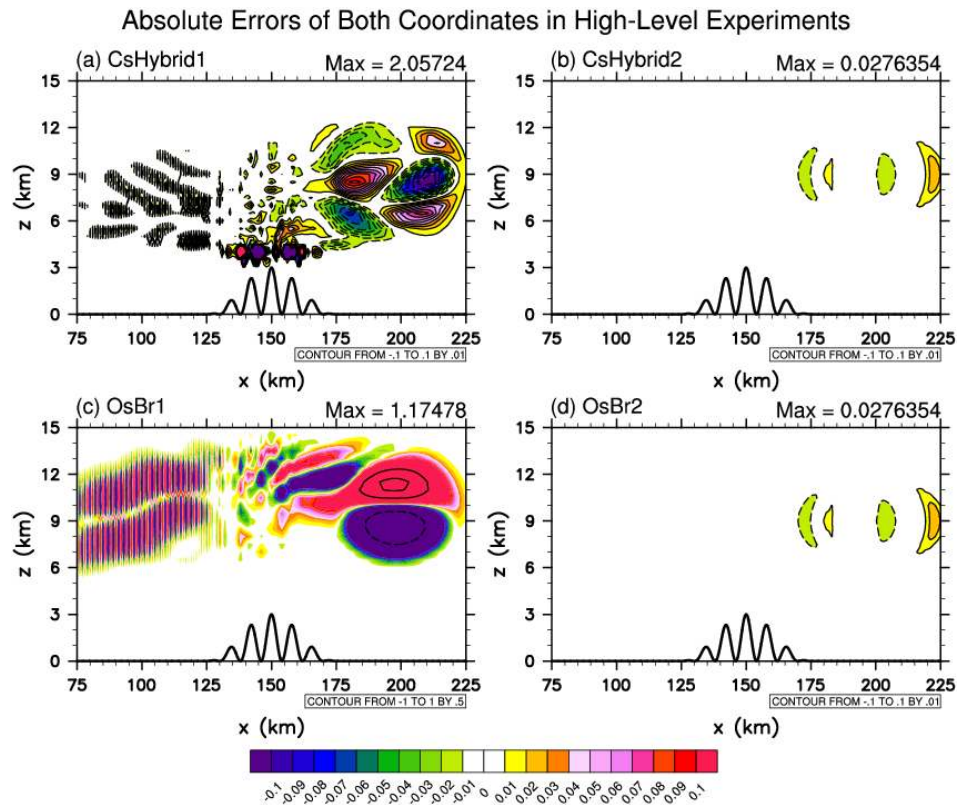 Absolute Errors of Both Coordinates in High-Level Experiments
(a) CsHybrid1 Max = 2.05724
(b) CsHybrid2 Max = 0.0276354
15 15
12 12
9 9
6 6
3 3
0 0
z (km) z (km)
75 100 125 150 175 200 225
75 100 125 150 175 200 225
CONTOUR FROM -.1 TO .1 BY .01
CONTOUR FROM -.1 TO .1 BY .01
x (km) x (km)
(c) OsBr1 Max = 1.17478
(d) OsBr2 Max = 0.0276354
15 15
12 12
9 9
6 6
3 3
0 0
z (km) z (km)
75 100 125 150 175 200 225
75 100 125 150 175 200 225
CONTOUR FROM -1 TO 1 BY .5
CONTOUR FROM -.1 TO .1 BY .01
x (km) x (km)
-0.1 -0.09 -0.08 -0.07 -0.06 -0.05 -0.04 -0.03 -0.02 -0.01 0 0.01 0.02 0.03 0.04 0.05 0.06 0.07 0.08 0.09 0.1